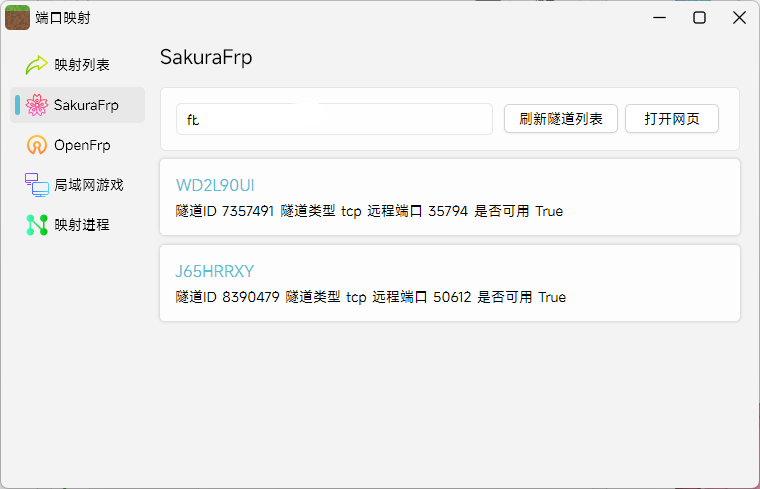 端口映射
映射列表
SakuraFrp
OpenFrp
局域网游戏
映射进程
SakuraFrp
刷新隧道列表
打开网页
WD2L90UI
隧道ID 7357491 隧道类型 tcp 远程端口 35794 是否可用 True
J65HRRXY
隧道ID 8390479 隧道类型 tcp 远程端口 50612 是否可用 True